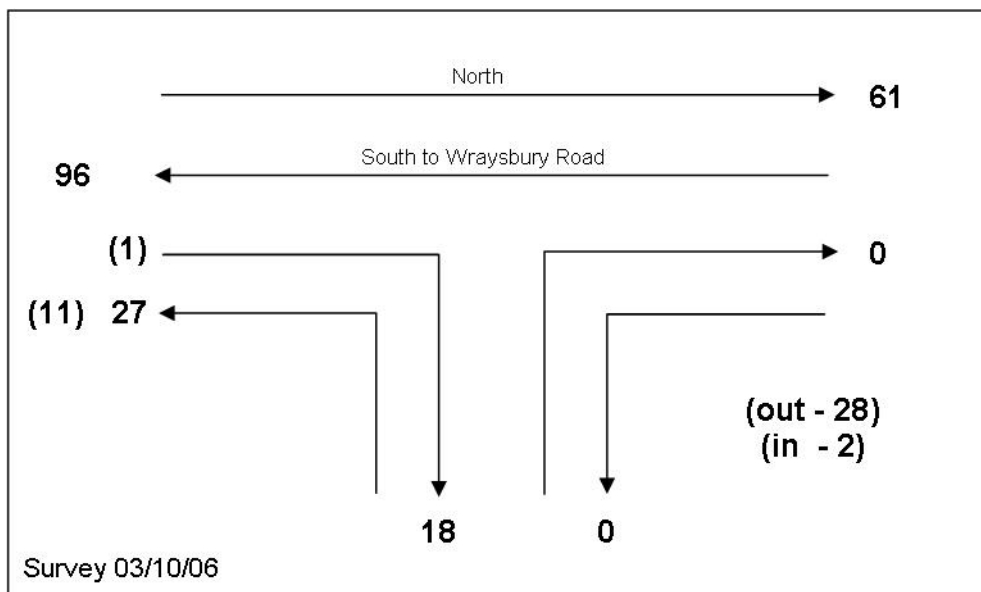 North
61
South to Wraysbury Road
96
(1)
0
(11) 27
(out - 28)
(in - 2)
18
0
Survey 03/10/06